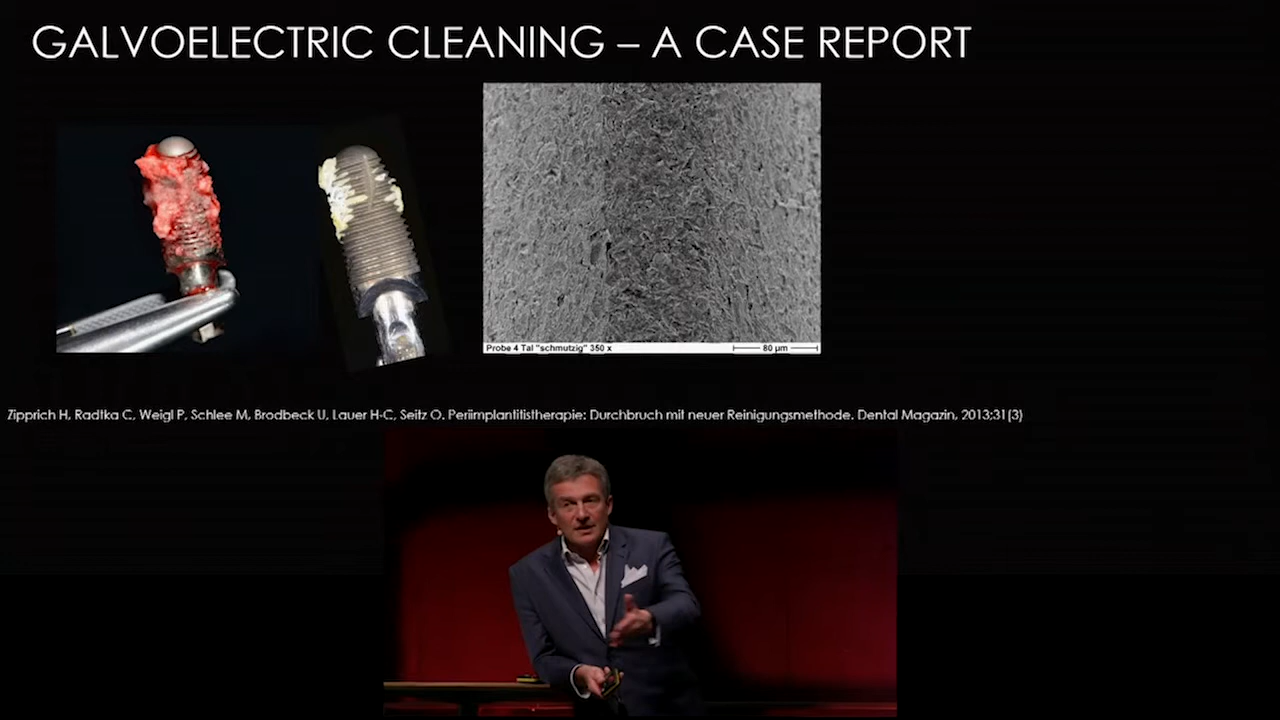 GALVOELECTRIC CLEANING – A CASE REPORT
Probe 4 Tal "schmutzig" 350 x
80 µm
Zipprich H, Radtka C, Weigl P, Schlee M, Brodbeck U, Lauer H-C, Seitz O. Periimplantitistherapie: Durchbruch mit neuer Reinigungsmethode. Dental Magazin, 2013;31(3)